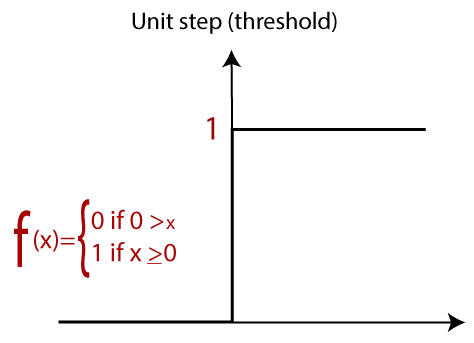 Unit step (threshold)
1
0 if 0 >x
f (x)={
1 if x ≥0